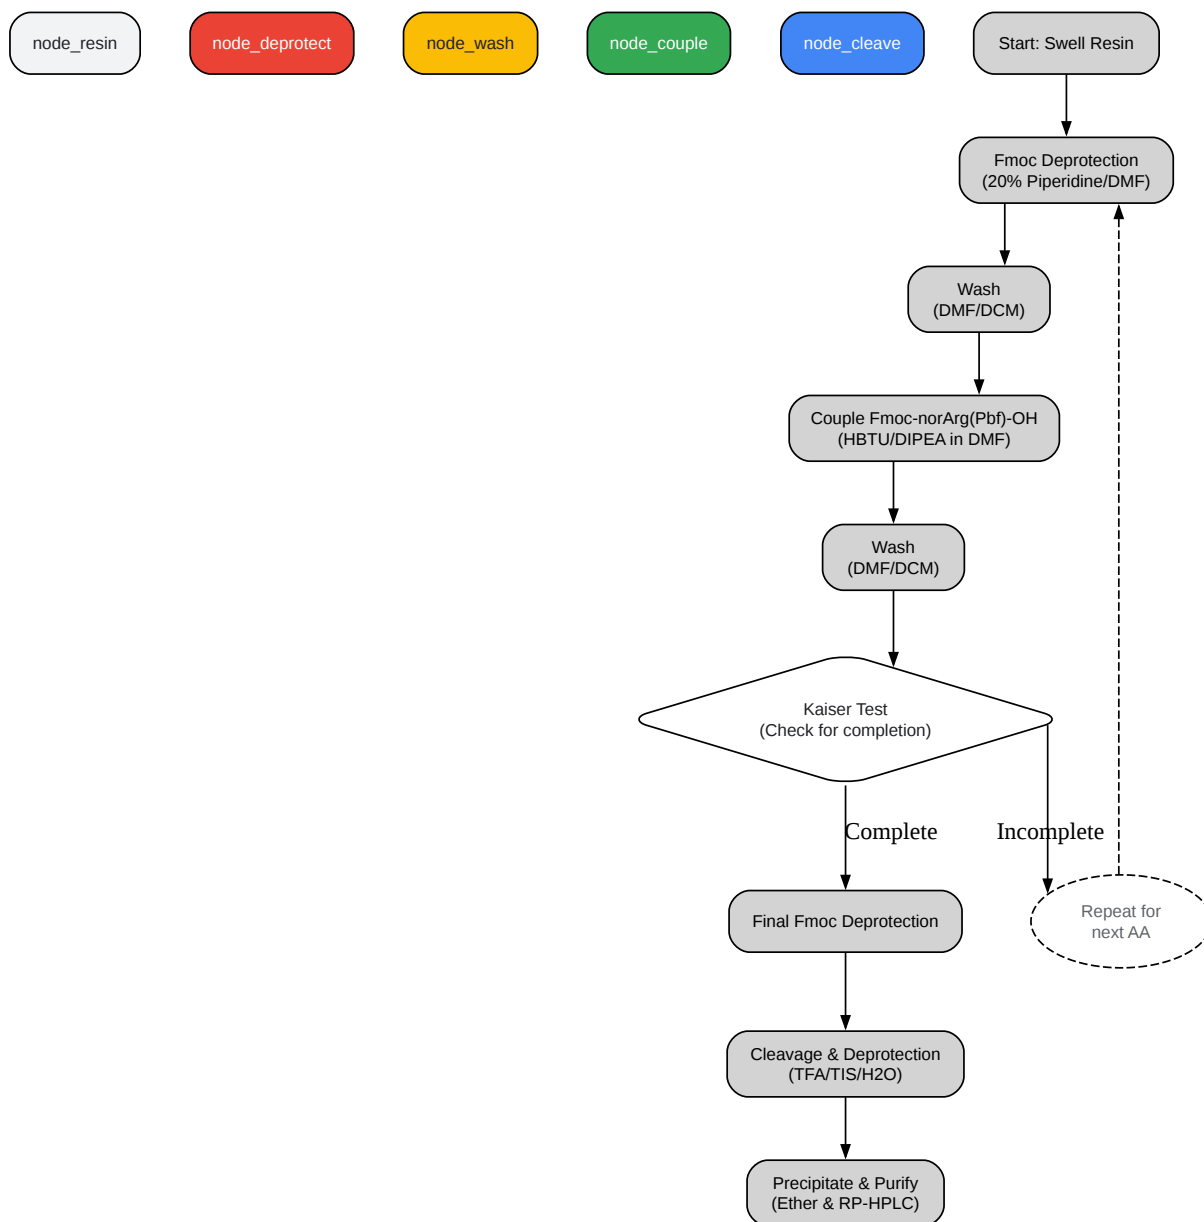 node_resin
node_deprotect
node_wash
node_couple
node_cleave
Start: Swell Resin
Fmoc Deprotection
(20% Piperidine/DMF)
Wash
(DMF/DCM)
Couple Fmoc-norArg(Pbf)-OH
(HBTU/DIPEA in DMF)
Wash
(DMF/DCM)
Kaiser Test
(Check for completion)
Complete
Incomplete
Final Fmoc Deprotection
Repeat for
next AA
Cleavage & Deprotection
(TFA/TIS/H2O)
Precipitate & Purify
(Ether & RP-HPLC)